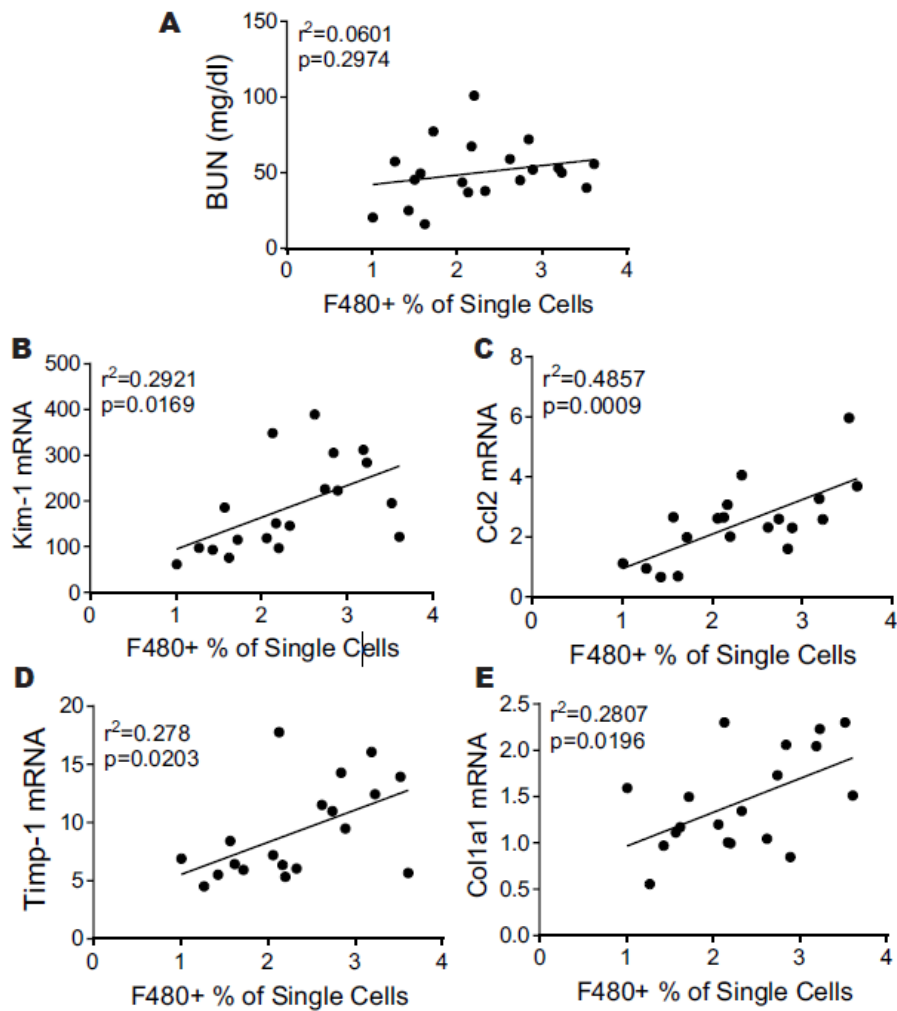 A
r²=0.0601
p=0.2974
BUN (mg/dl)
150
100
50
0
0 1 2 3 4
F480+ % of Single Cells
B
r²=0.2921
p=0.0169
Kim-1 mRNA
500
400
300
200
100
0
0 1 2 3 4
F480+ % of Single Cells
C
r²=0.4857
p=0.0009
Ccl2 mRNA
8
6
4
2
0
0 1 2 3 4
F480+ % of Single Cells
D
r²=0.278
p=0.0203
Timp-1 mRNA
20
15
10
5
0
0 1 2 3 4
F480+ % of Single Cells
E
r²=0.2807
p=0.0196
Col1a1 mRNA
2.5
2.0
1.5
1.0
0.5
0.0
0 1 2 3 4
F480+ % of Single Cells